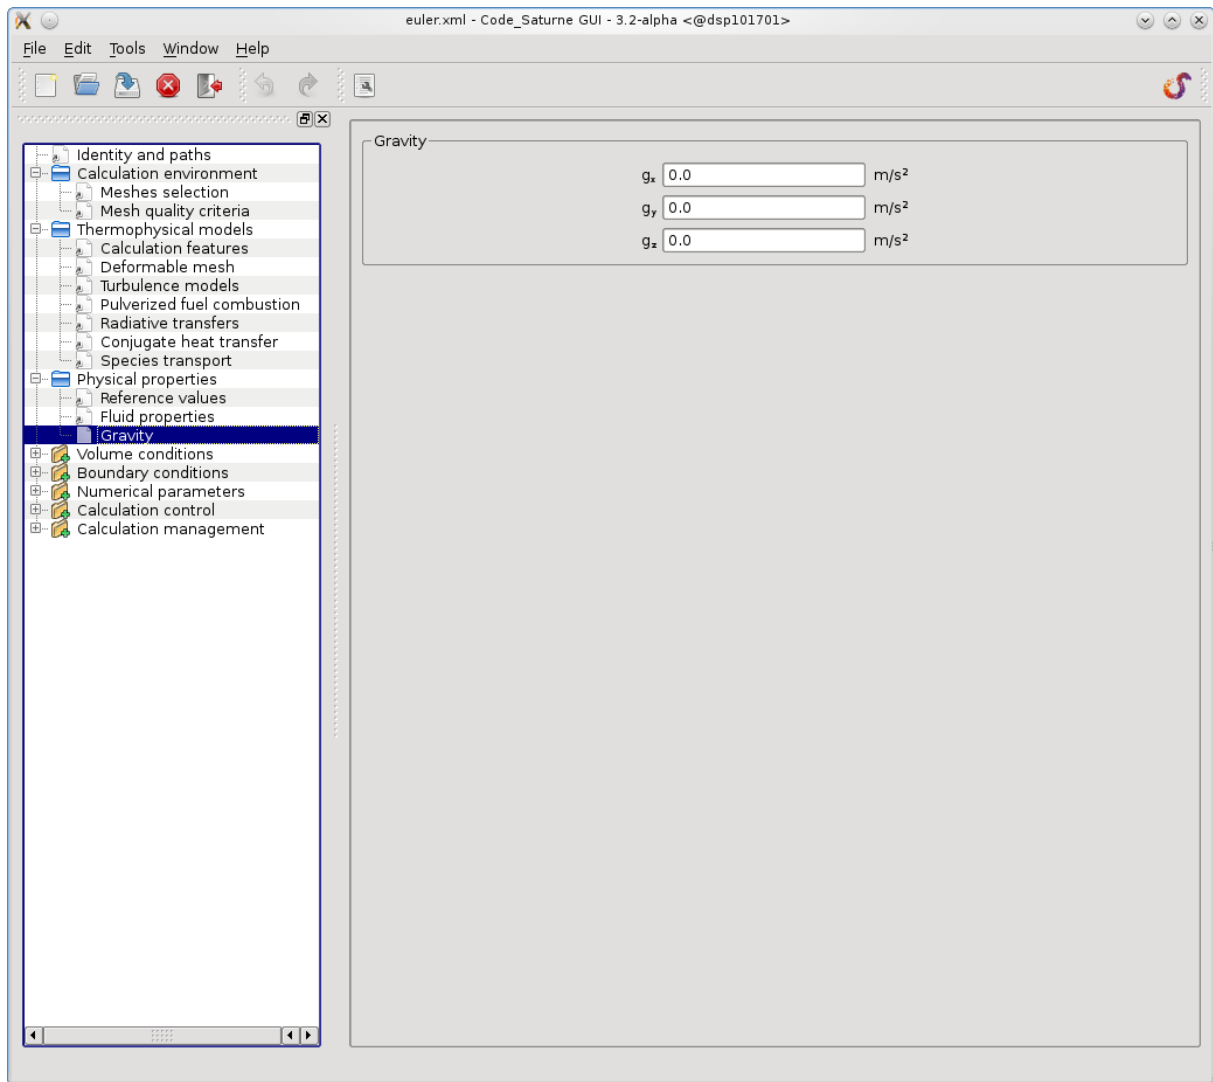 euler.xml - Code_Saturne GUI - 3.2-alpha <@dsp101701>
File Edit Tools Window Help
Identity and paths
Calculation environment
Meshes selection
Mesh quality criteria
Thermophysical models
Calculation features
Deformable mesh
Turbulence models
Pulverized fuel combustion
Radiative transfers
Conjugate heat transfer
Species transport
Physical properties
Reference values
Fluid properties
Gravity
Volume conditions
Boundary conditions
Numerical parameters
Calculation control
Calculation management
Gravity
gₓ 0.0 m/s²
gᵧ 0.0 m/s²
g𝓏 0.0 m/s²